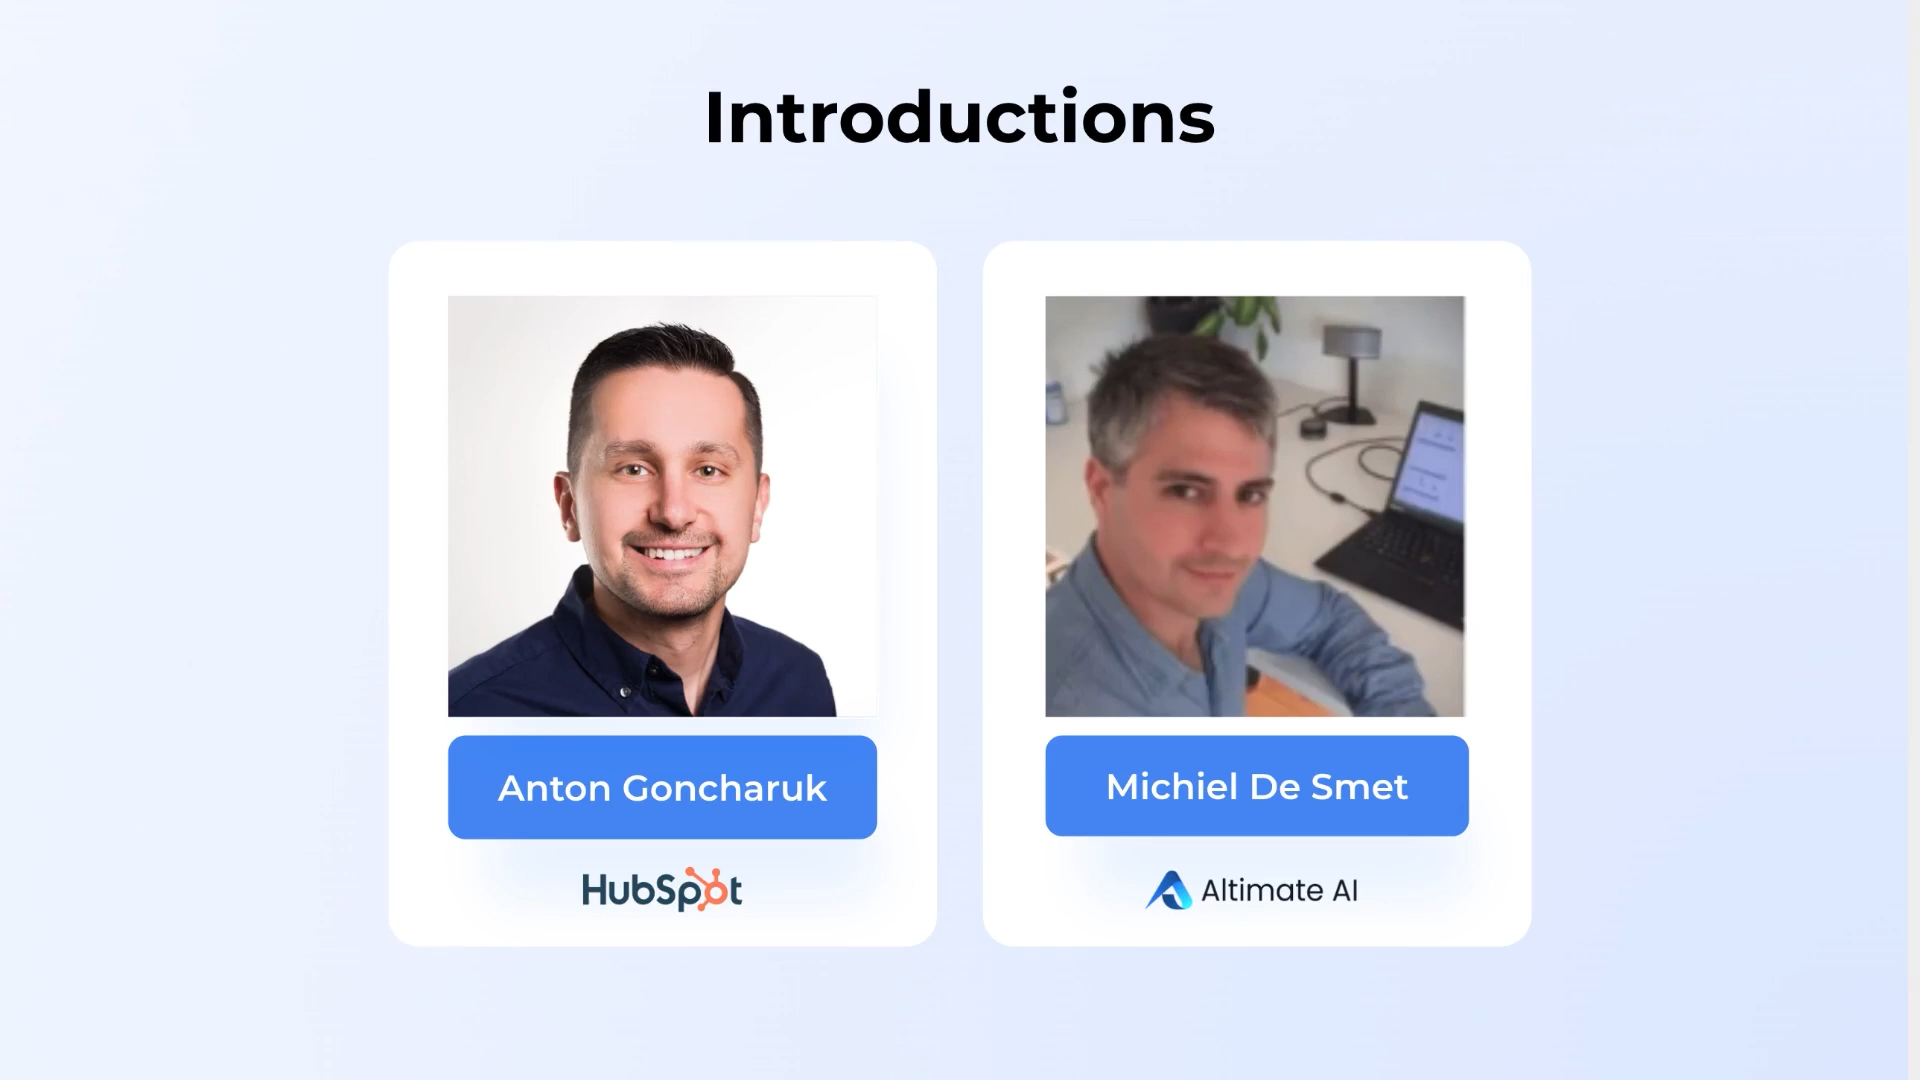 Introductions
Anton Goncharuk
Michiel De Smet
HubSpot
Altimate AI